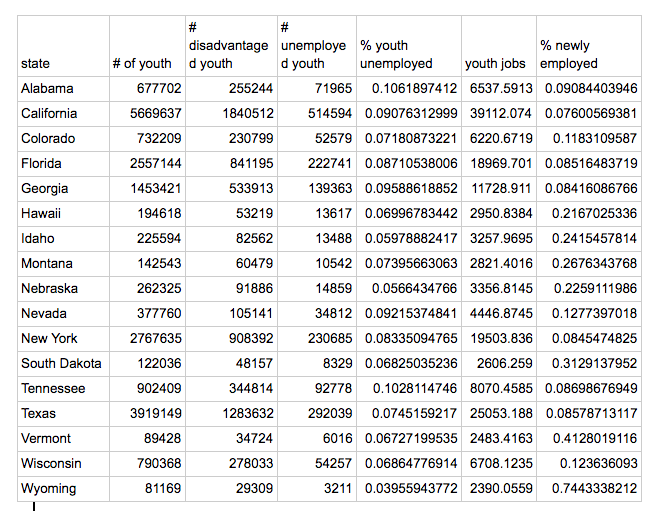 state # of youth # disadvantaged youth # unemployed youth % youth unemployed youth jobs % newly employed
Alabama 677702 255244 71965 0.1061897412 6537.5913 0.09084403946
California 5669637 1840512 514594 0.09076312999 39112.074 0.07600569381
Colorado 732209 230799 52579 0.07180873221 6220.6719 0.1183109587
Florida 2557144 841195 222741 0.08710538006 18969.701 0.08516483719
Georgia 1453421 533913 139363 0.09588618852 11728.911 0.08416086766
Hawaii 194618 53219 13617 0.06996783442 2950.8384 0.2167025336
Idaho 225594 82562 13488 0.05978882417 3257.9695 0.2415457814
Montana 142543 60479 10542 0.07395663063 2821.4016 0.2676343768
Nebraska 262325 91886 14859 0.0566434766 3356.8145 0.2259111986
Nevada 377760 105141 34812 0.09215374841 4446.8745 0.1277397018
New York 2767635 908392 230685 0.08335094765 19503.836 0.0845474825
South Dakota 122036 48157 8329 0.06825035236 2606.259 0.3129137952
Tennessee 902409 344814 92778 0.1028114746 8070.4585 0.08698676949
Texas 3919149 1283632 292039 0.0745159217 25053.188 0.08578713117
Vermont 89428 34724 6016 0.06727199535 2483.4163 0.4128019116
Wisconsin 790368 278033 54257 0.06864776914 6708.1235 0.123636093
Wyoming 81169 29309 3211 0.03955943772 2390.0559 0.7443338212